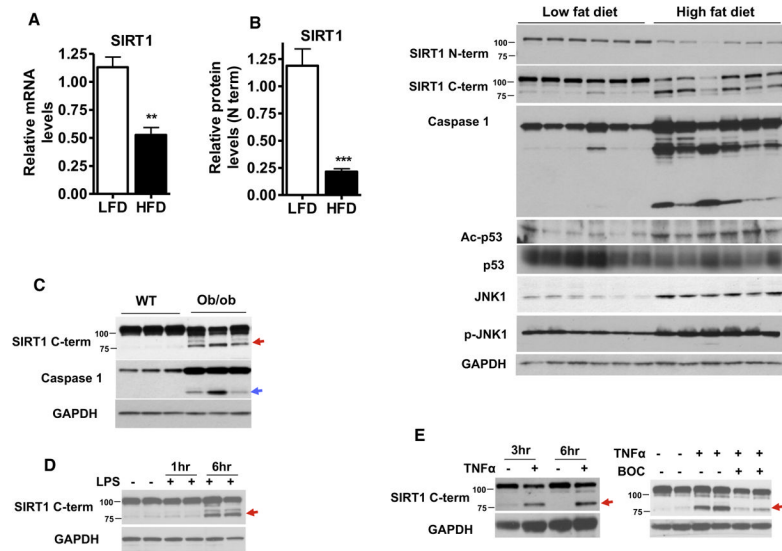 A
SIRT1
Relative mRNA
levels
1.25
1.00
0.75
0.50
0.25
0.00
**
LFD HFD
B
SIRT1
Relative protein
levels (N term)
1.25
1.00
0.75
0.50
0.25
0.00
***
LFD HFD
Low fat diet High fat diet
SIRT1 N-term 100
SIRT1 C-term 100
75
Caspase 1
Ac-p53
p53
JNK1
p-JNK1
GAPDH
C
WT Ob/ob
SIRT1 C-term 100
75
Caspase 1
GAPDH
D
1hr 6hr
LPS - - + + + +
SIRT1 C-term 100
75
GAPDH
E
3hr 6hr
TNFα - + - +
SIRT1 C-term 100
75
GAPDH
TNFα - - + + + +
BOC - - - - + +
100
75